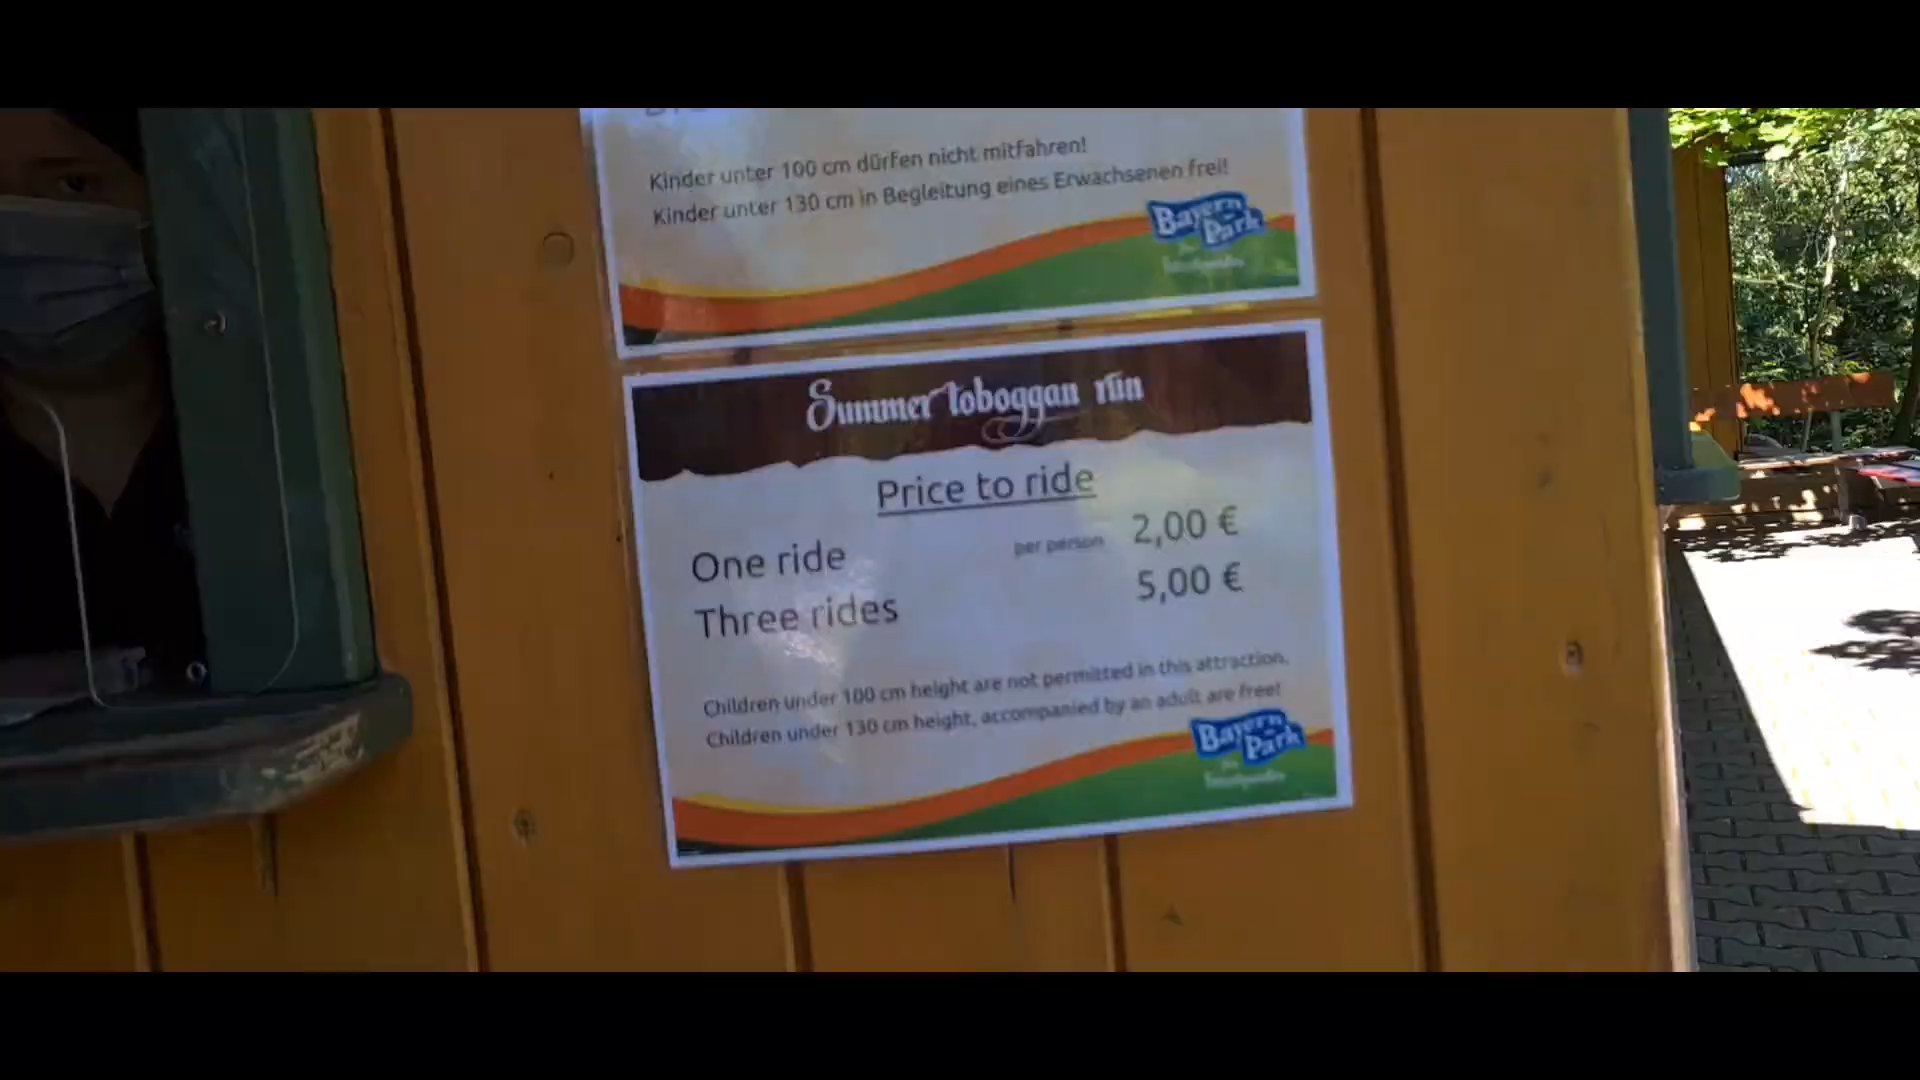 Kinder unter 100 cm dürfen nicht mitfahren!
Kinder unter 130 cm in Begleitung eines Erwachsenen frei!
Bayern
Park
Summer toboggan run
Price to ride
One ride per person 2,00 €
Three rides 5,00 €
Children under 100 cm height are not permitted in this attraction.
Children under 130 cm height, accompanied by an adult are free!
Bayern
Park